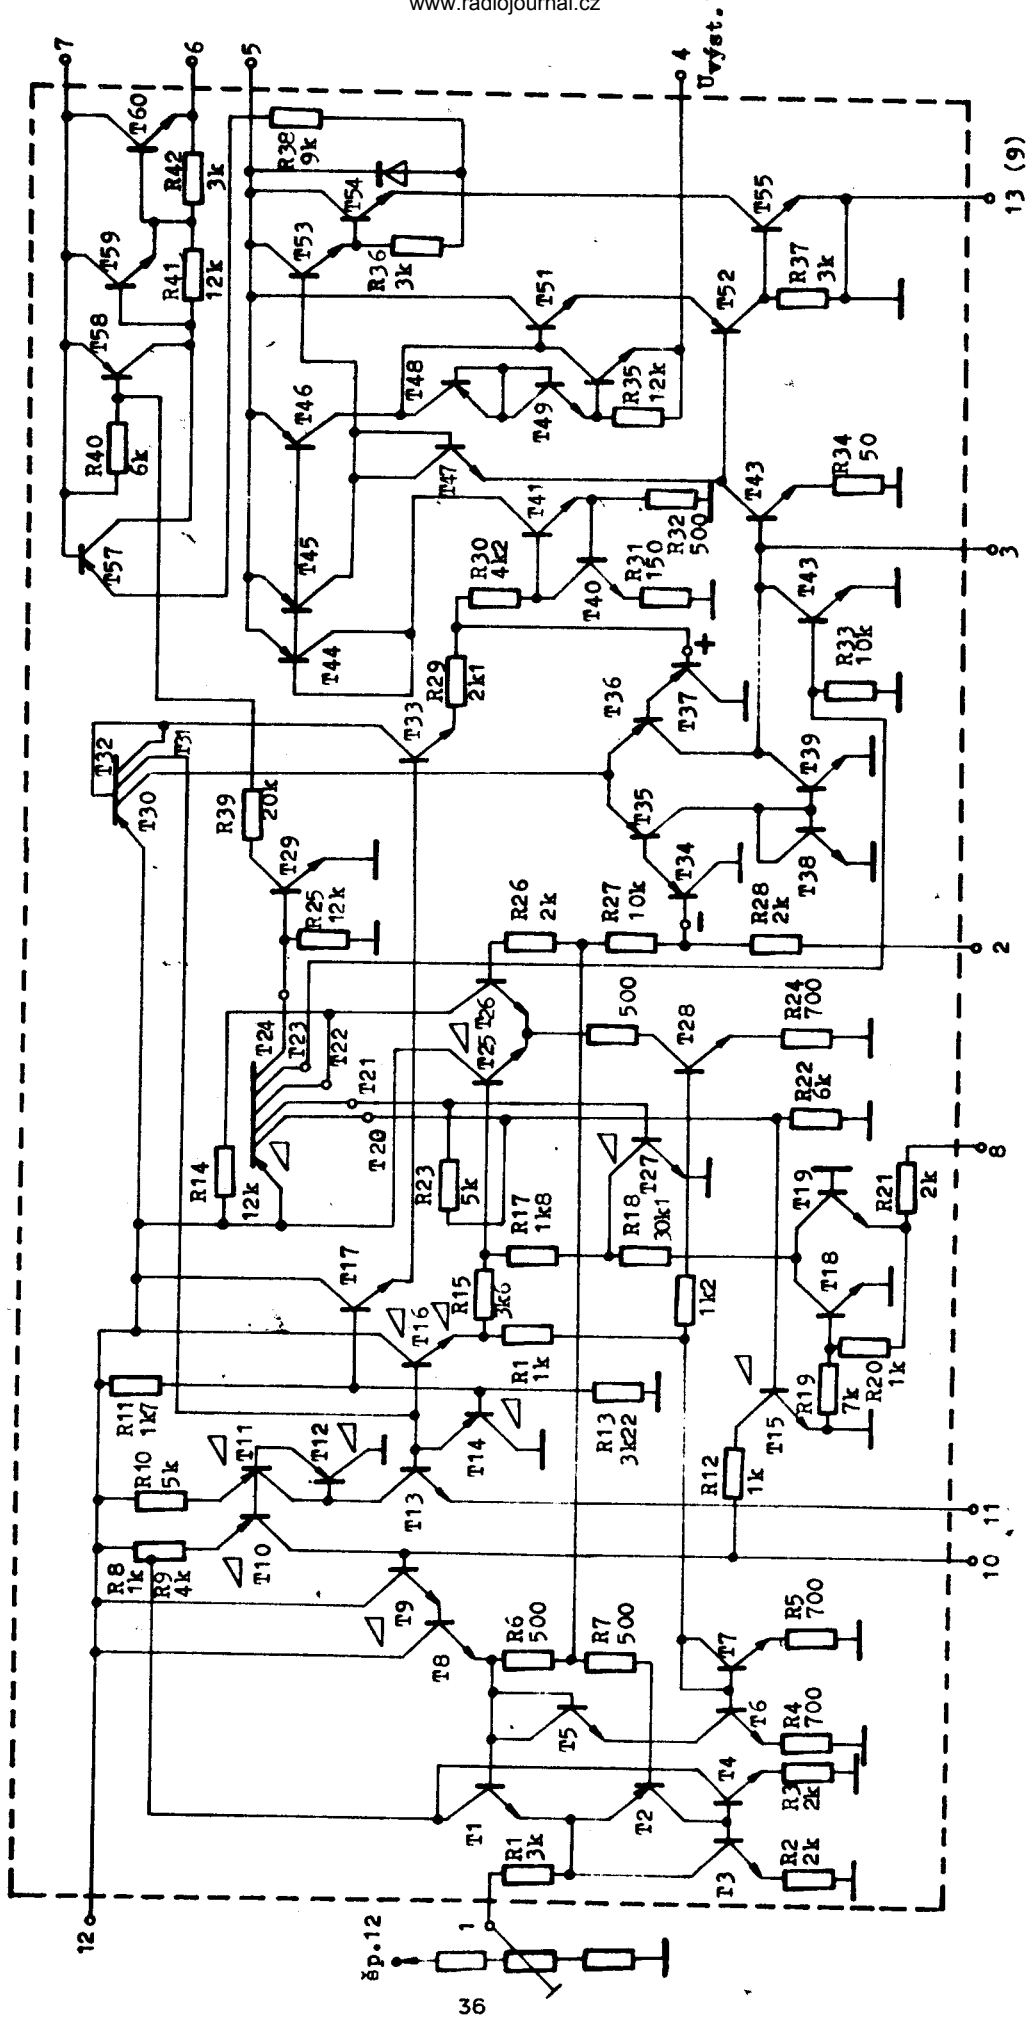 www.radiojournal.cz
12
šp.12
1
36
R1
3k
T1
T2
T3
R2
2k
T4
R3
2k
R4
700
T5
T6
T7
R5
700
R6
500
R7
500
T8
T9
R8
1k
R9
4k
T10
R10
5k
T11
T12
T13
T14
R11
1k7
R12
1k
R13
3k22
T15
T16
R1
1k
R15
3k6
T17
R17
1k8
R18
30k1
1k2
T18
R19
7k
R20
1k
T19
R21
2k
8
10
11
R14
12k
T20
T21
T22
T23
T24
R23
5k
T25
T26
T27
R22
6k
R24
700
T28
500
R25
12k
T29
R39
20k
R26
2k
R27
10k
R28
2k
2
T30
T31
T32
T33
R29
2k1
T34
-
T35
T36
T37
+
T38
T39
R30
4k2
T40
R31
150
T41
R32
500
R33
10k
T43
T43
R34
50
3
T44
T45
T46
T47
T48
T49
R35
12k
T51
T52
T53
R36
3k
T54
T55
R37
3k
R38
9k
13 (9)
T57
R40
6k
T58
T59
R41
12k
R42
3k
T60
7
6
5
4
Uvýst.